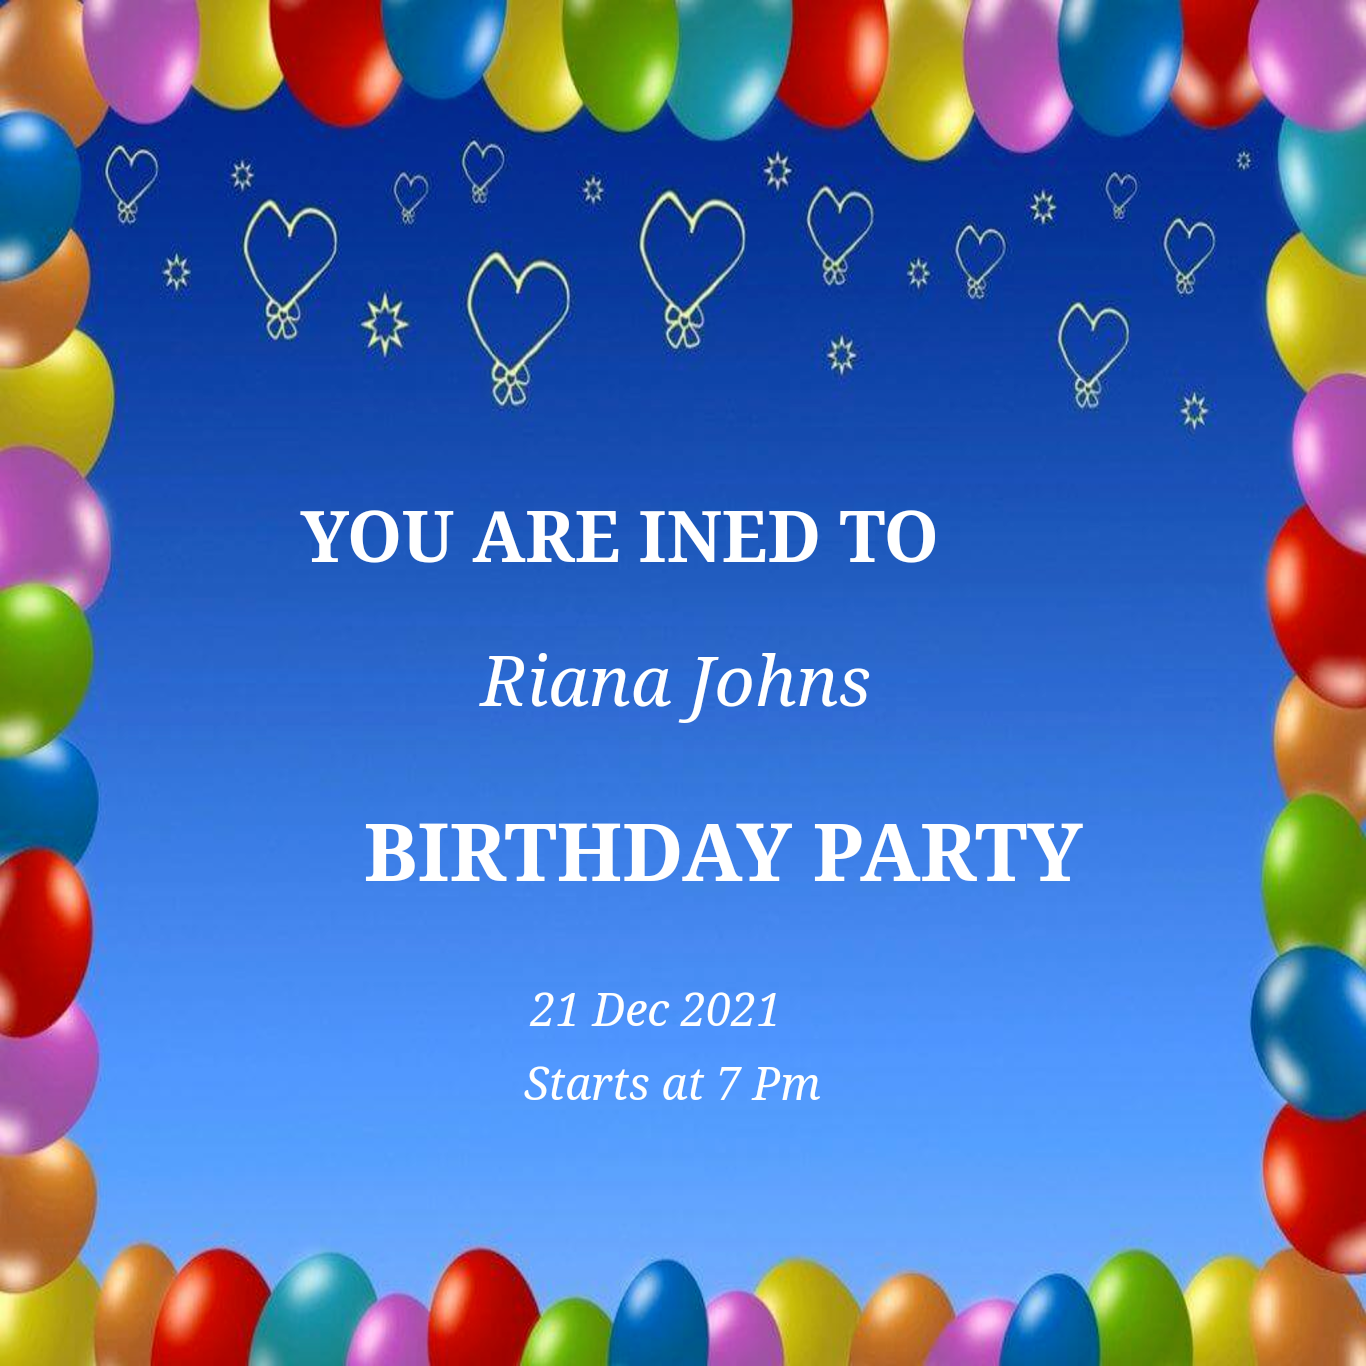 YOU ARE INED TO
Riana Johns
BIRTHDAY PARTY
21 Dec 2021
Starts at 7 Pm